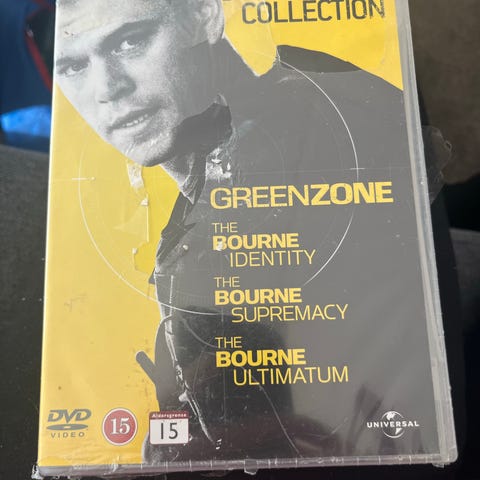 COLLECTION
GREENZONE
THE
BOURNE
IDENTITY
THE
BOURNE
SUPREMACY
THE
BOURNE
ULTIMATUM
DVD
VIDEO
15
Aldersgrense
15
UNIVERSAL